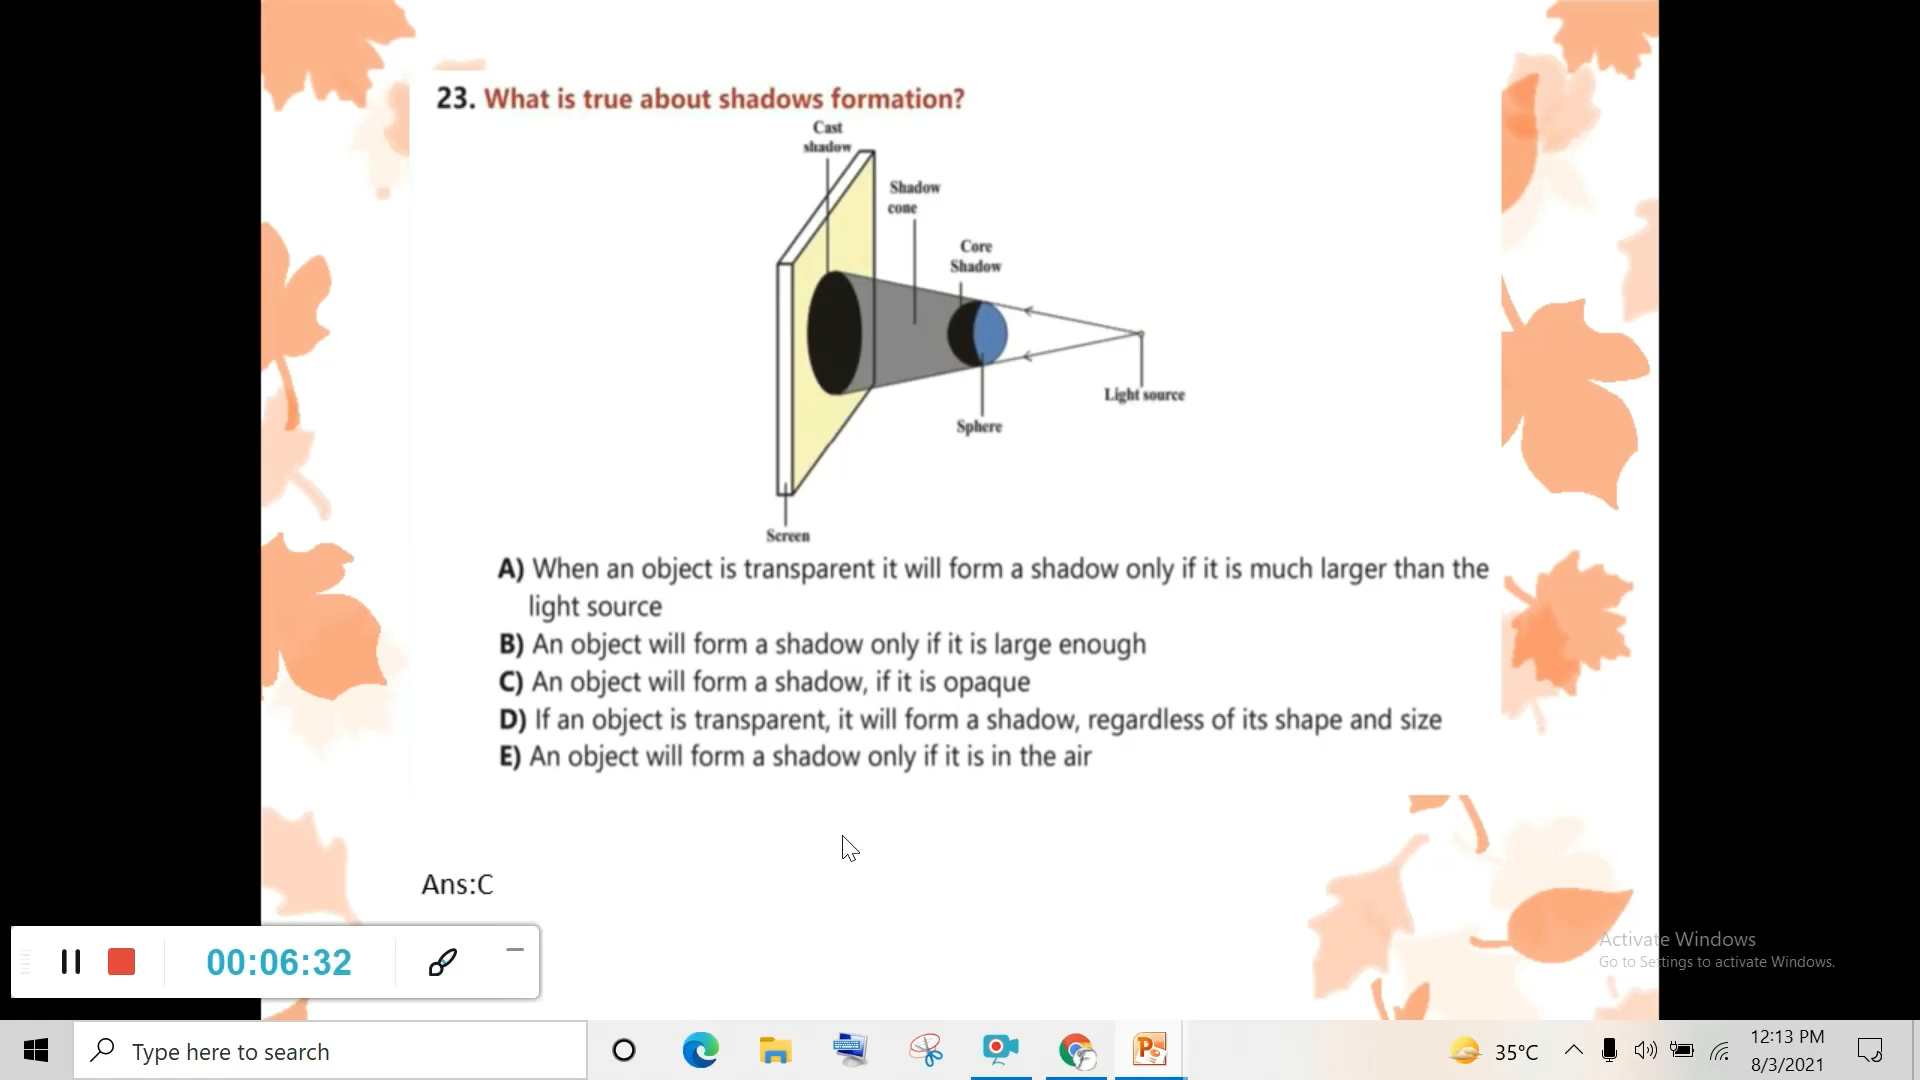 23. What is true about shadows formation?
Cast
shadow
Shadow
cone
Core
Shadow
Light source
Sphere
Screen
A) When an object is transparent it will form a shadow only if it is much larger than the
light source
B) An object will form a shadow only if it is large enough
C) An object will form a shadow, if it is opaque
D) If an object is transparent, it will form a shadow, regardless of its shape and size
E) An object will form a shadow only if it is in the air
Ans:C
00:06:32
Activate Windows
Go to Settings to activate Windows.
Type here to search
35°C
12:13 PM
8/3/2021